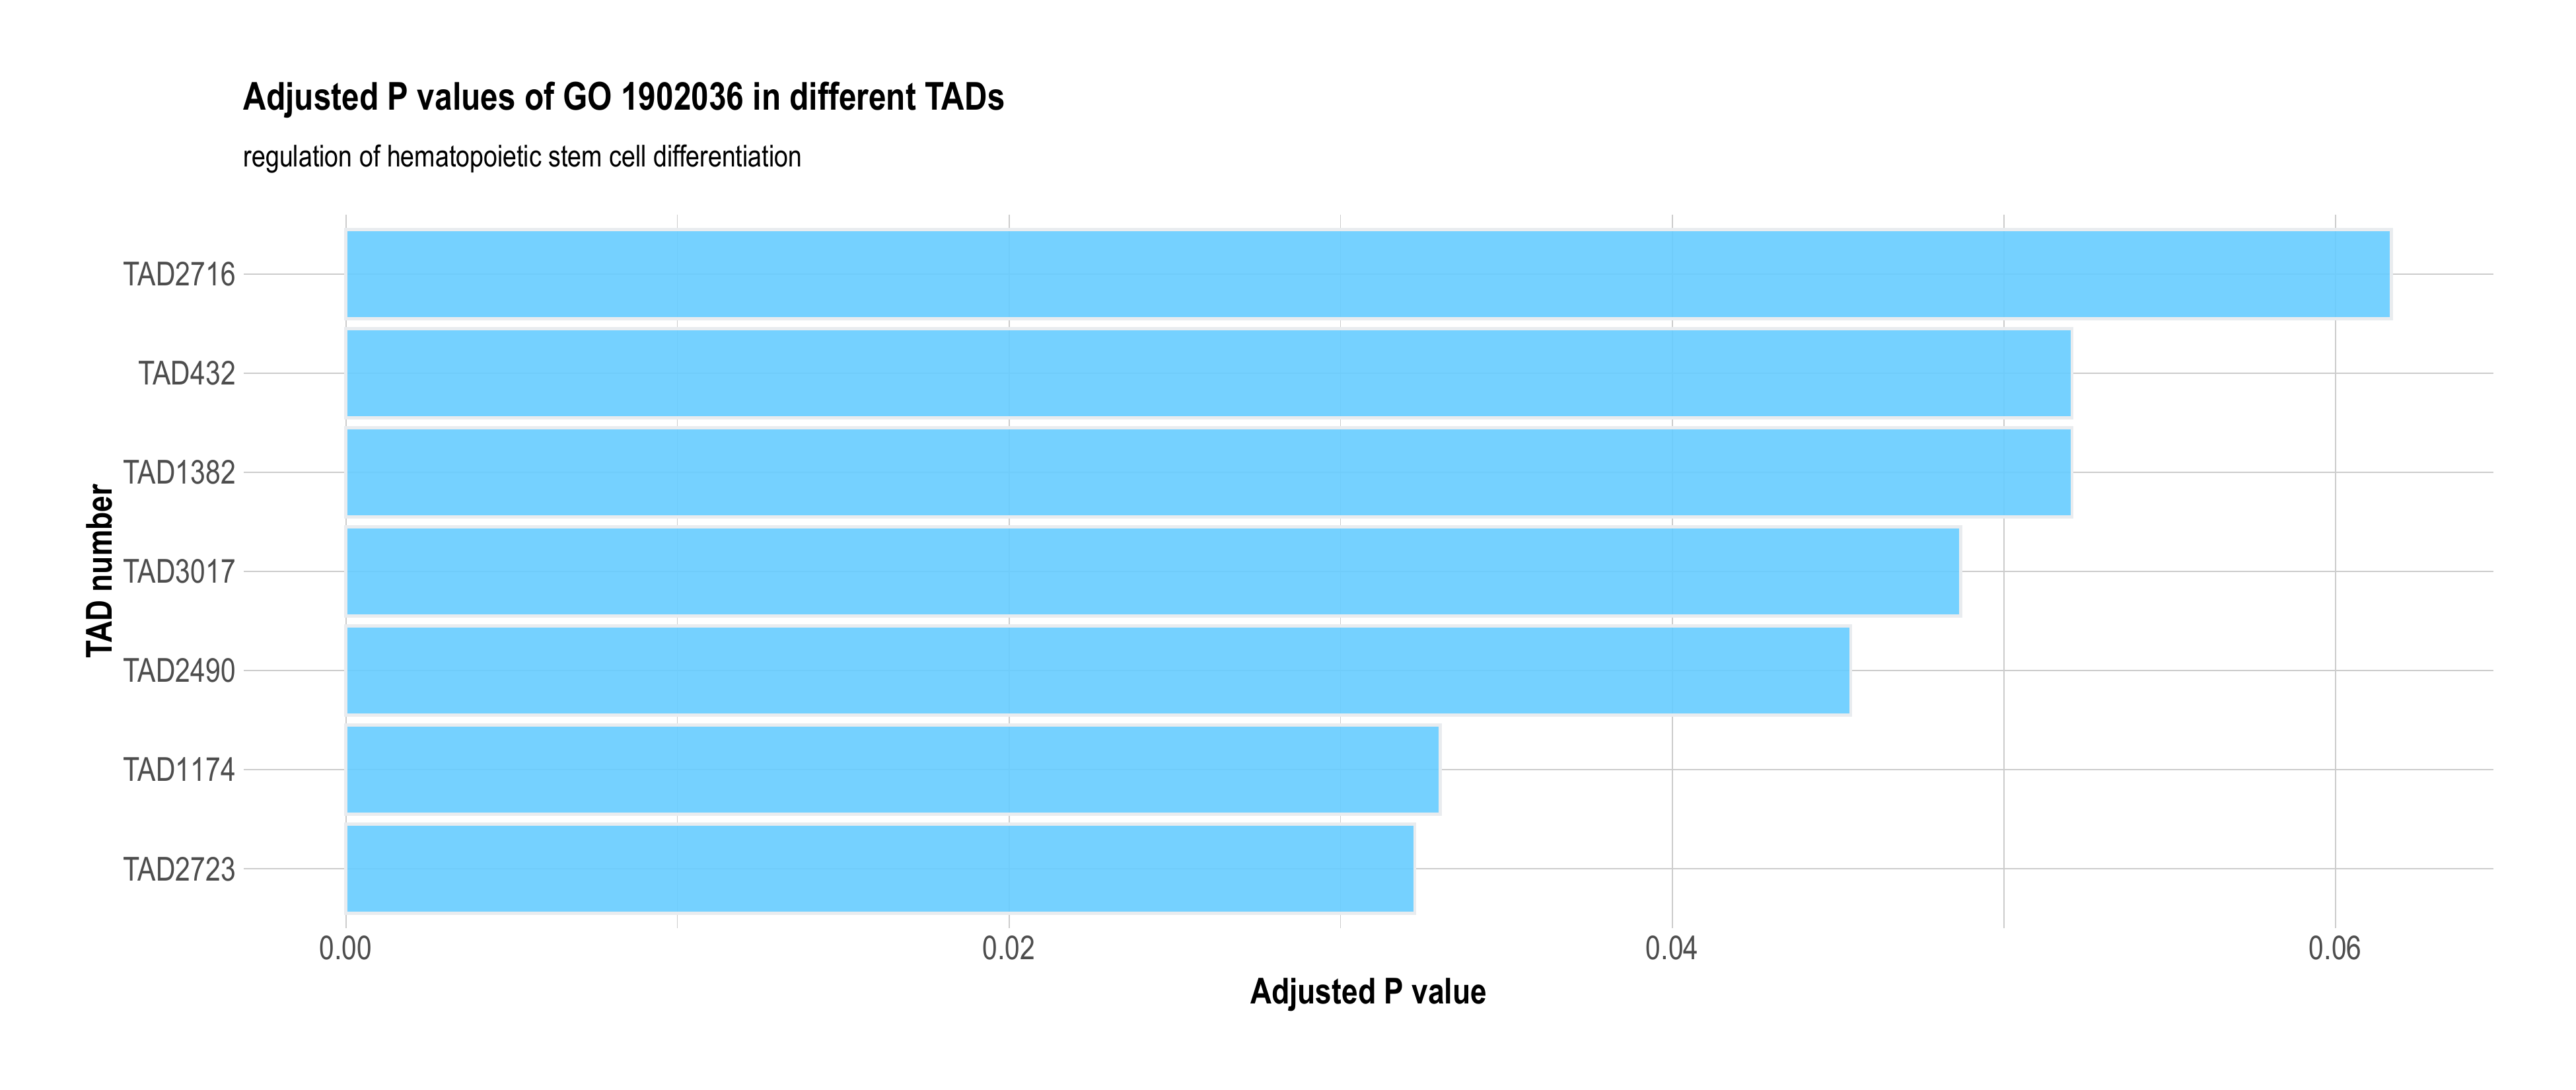 Adjusted P values of GO 1902036 in different TADs
regulation of hematopoietic stem cell differentiation
TAD number
TAD2716
TAD432
TAD1382
TAD3017
TAD2490
TAD1174
TAD2723
0.00 0.02 0.04 0.06
Adjusted P value